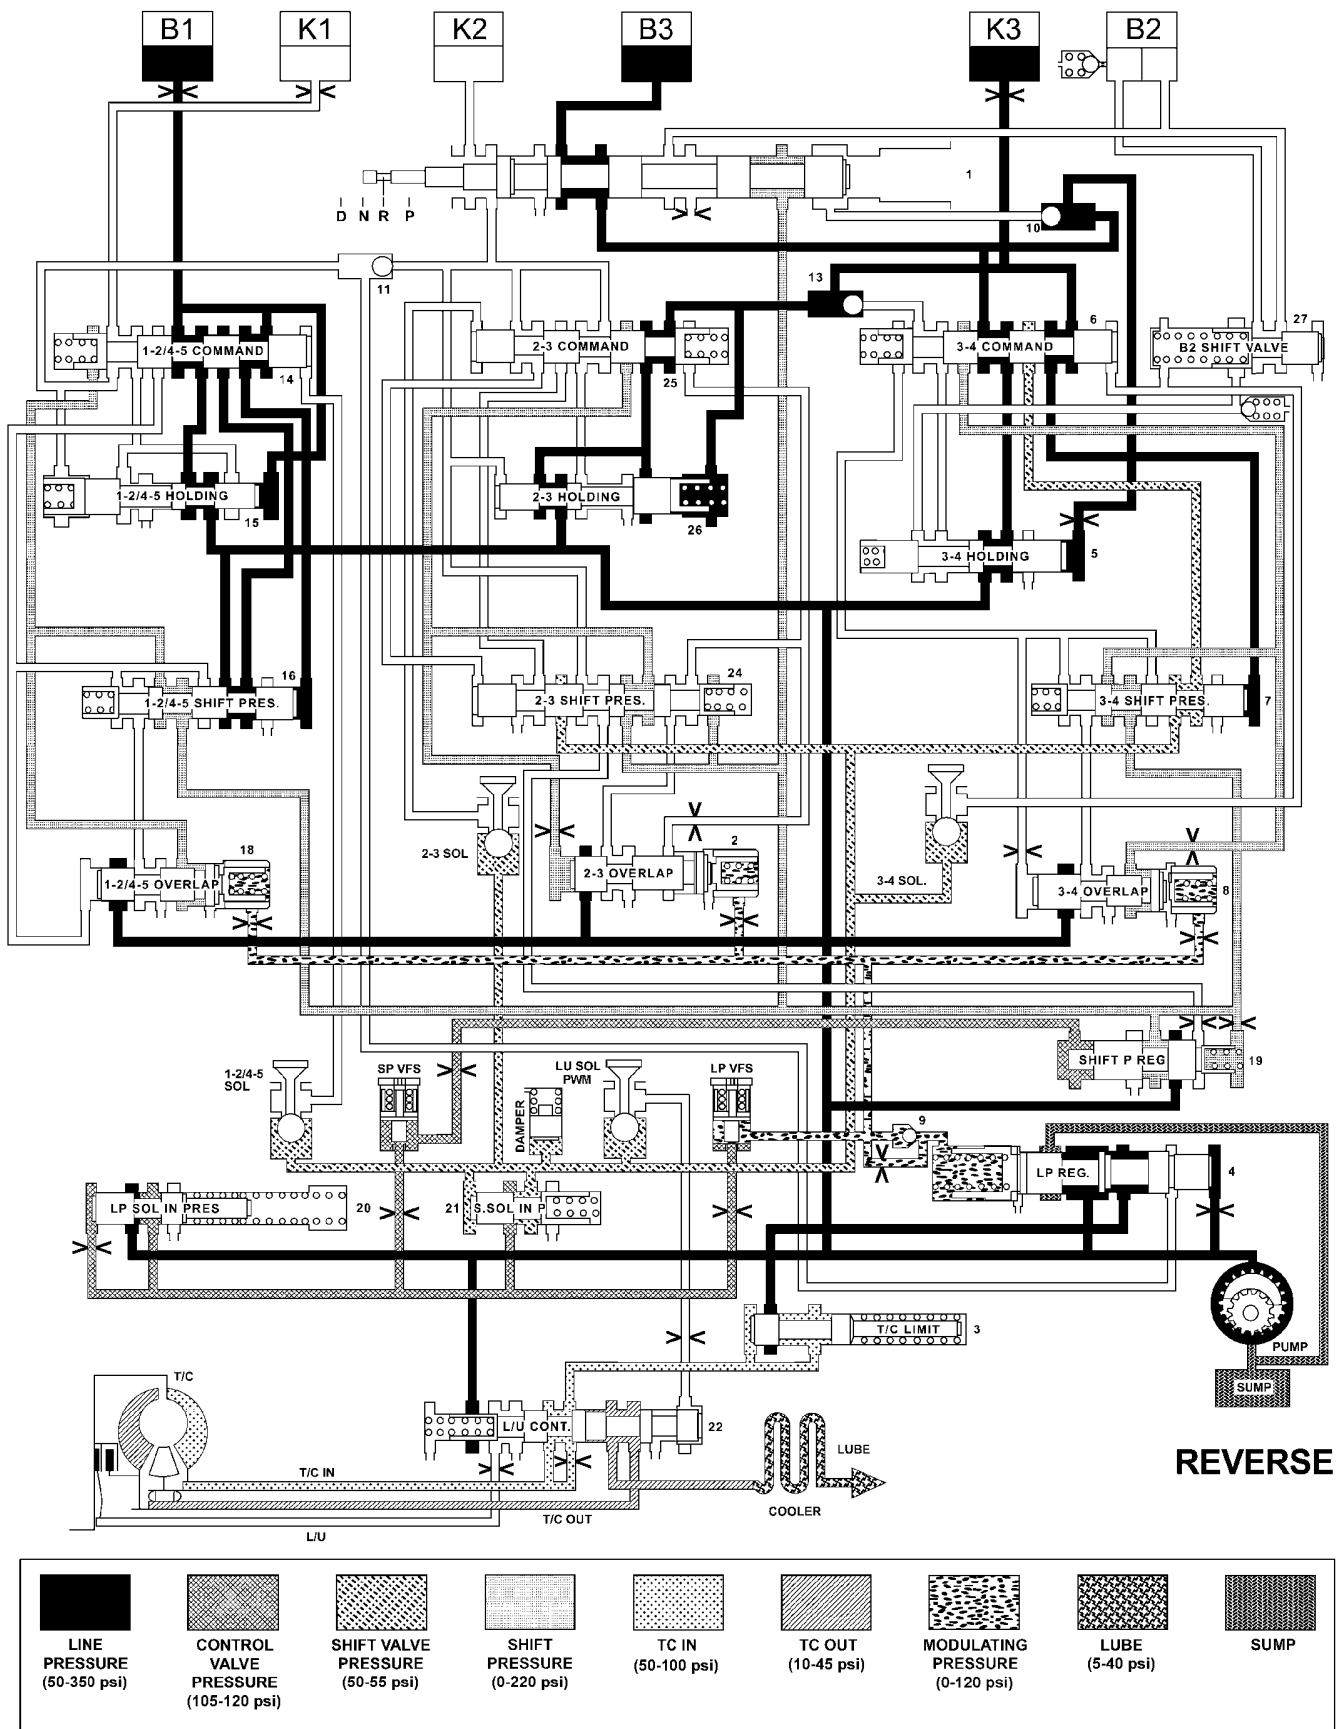 B1 K1 K2 B3 K3 B2
1
D N R P
10
11
13
6
27
1-2/4-5 COMMAND
2-3 COMMAND
3-4 COMMAND
B2 SHIFT VALVE
14
25
1-2/4-5 HOLDING
2-3 HOLDING
15
26
3-4 HOLDING
5
16
24
1-2/4-5 SHIFT PRES.
2-3 SHIFT PRES.
3-4 SHIFT PRES.
7
2-3 SOL
18
2
3-4 SOL.
1-2/4-5 OVERLAP
2-3 OVERLAP
3-4 OVERLAP
8
SHIFT P REG
19
1-2/4-5
SOL
SP VFS
LU SOL
PWM
LP VFS
DAMPER
9
LP REG.
4
LP SOL IN PRES
20
21
S.SOL IN P
PUMP
SUMP
T/C LIMIT
3
T/C
L/U CONT.
22
LUBE
COOLER
T/C IN
T/C OUT
L/U
REVERSE
LINE
PRESSURE
(50-350 psi)
CONTROL
VALVE
PRESSURE
(105-120 psi)
SHIFT VALVE
PRESSURE
(50-55 psi)
SHIFT
PRESSURE
(0-220 psi)
TC IN
(50-100 psi)
TC OUT
(10-45 psi)
MODULATING
PRESSURE
(0-120 psi)
LUBE
(5-40 psi)
SUMP